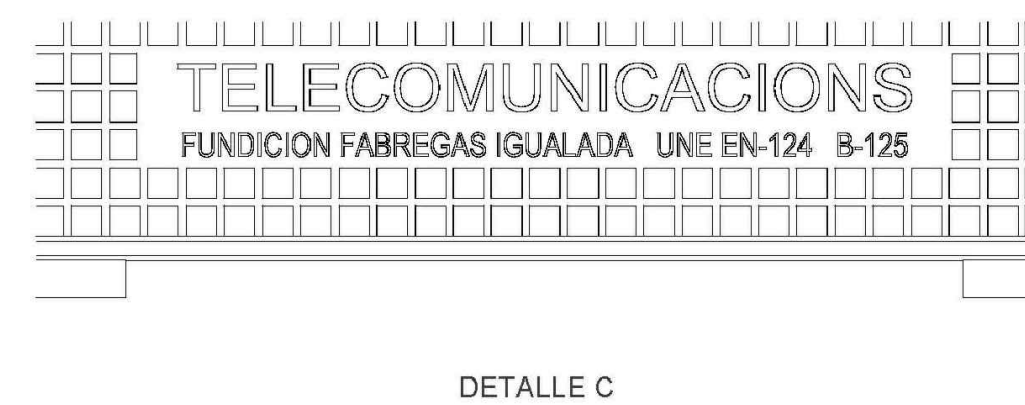 TELECOMUNICACIONS
FUNDICION FABREGAS IGUALADA UNE EN-124 B-125
DETALLE C